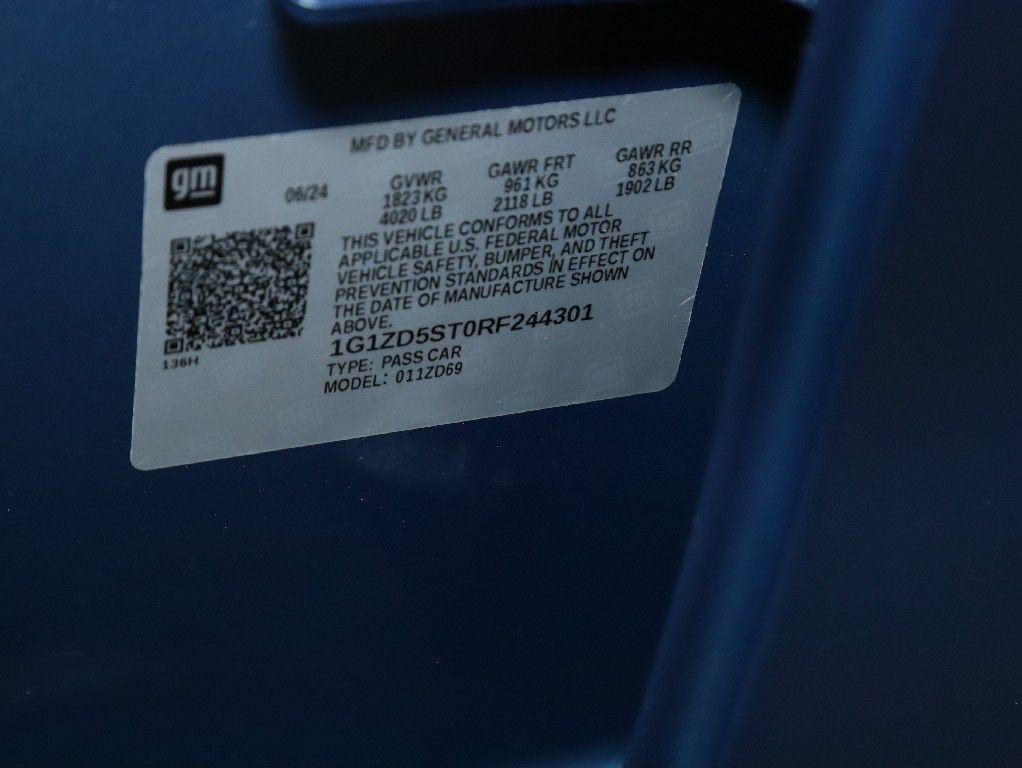 MFD BY GENERAL MOTORS LLC
gm
06/24
GVWR
1823 KG
4020 LB
GAWR FRT
961 KG
2118 LB
GAWR RR
863 KG
1902 LB
THIS VEHICLE CONFORMS TO ALL
APPLICABLE U.S. FEDERAL MOTOR
VEHICLE SAFETY, BUMPER, AND THEFT
PREVENTION STANDARDS IN EFFECT ON
THE DATE OF MANUFACTURE SHOWN
ABOVE.
1G1ZD5ST0RF244301
TYPE: PASS CAR
MODEL: 011ZD69
136H